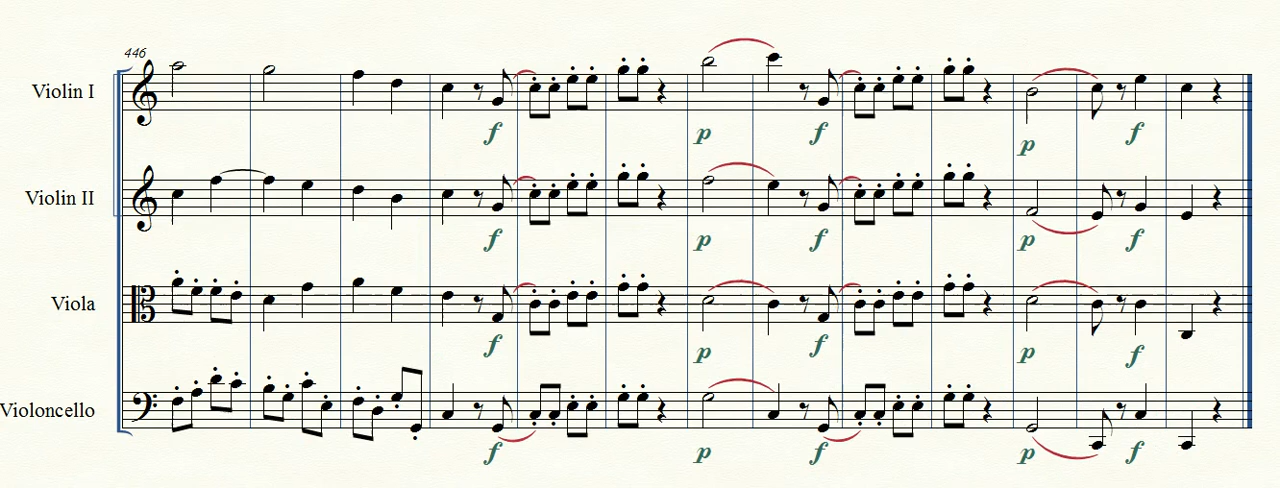 446
Violin I
f p f p f
Violin II
f p f p f
Viola
f p f p f
Violoncello
f p f p f